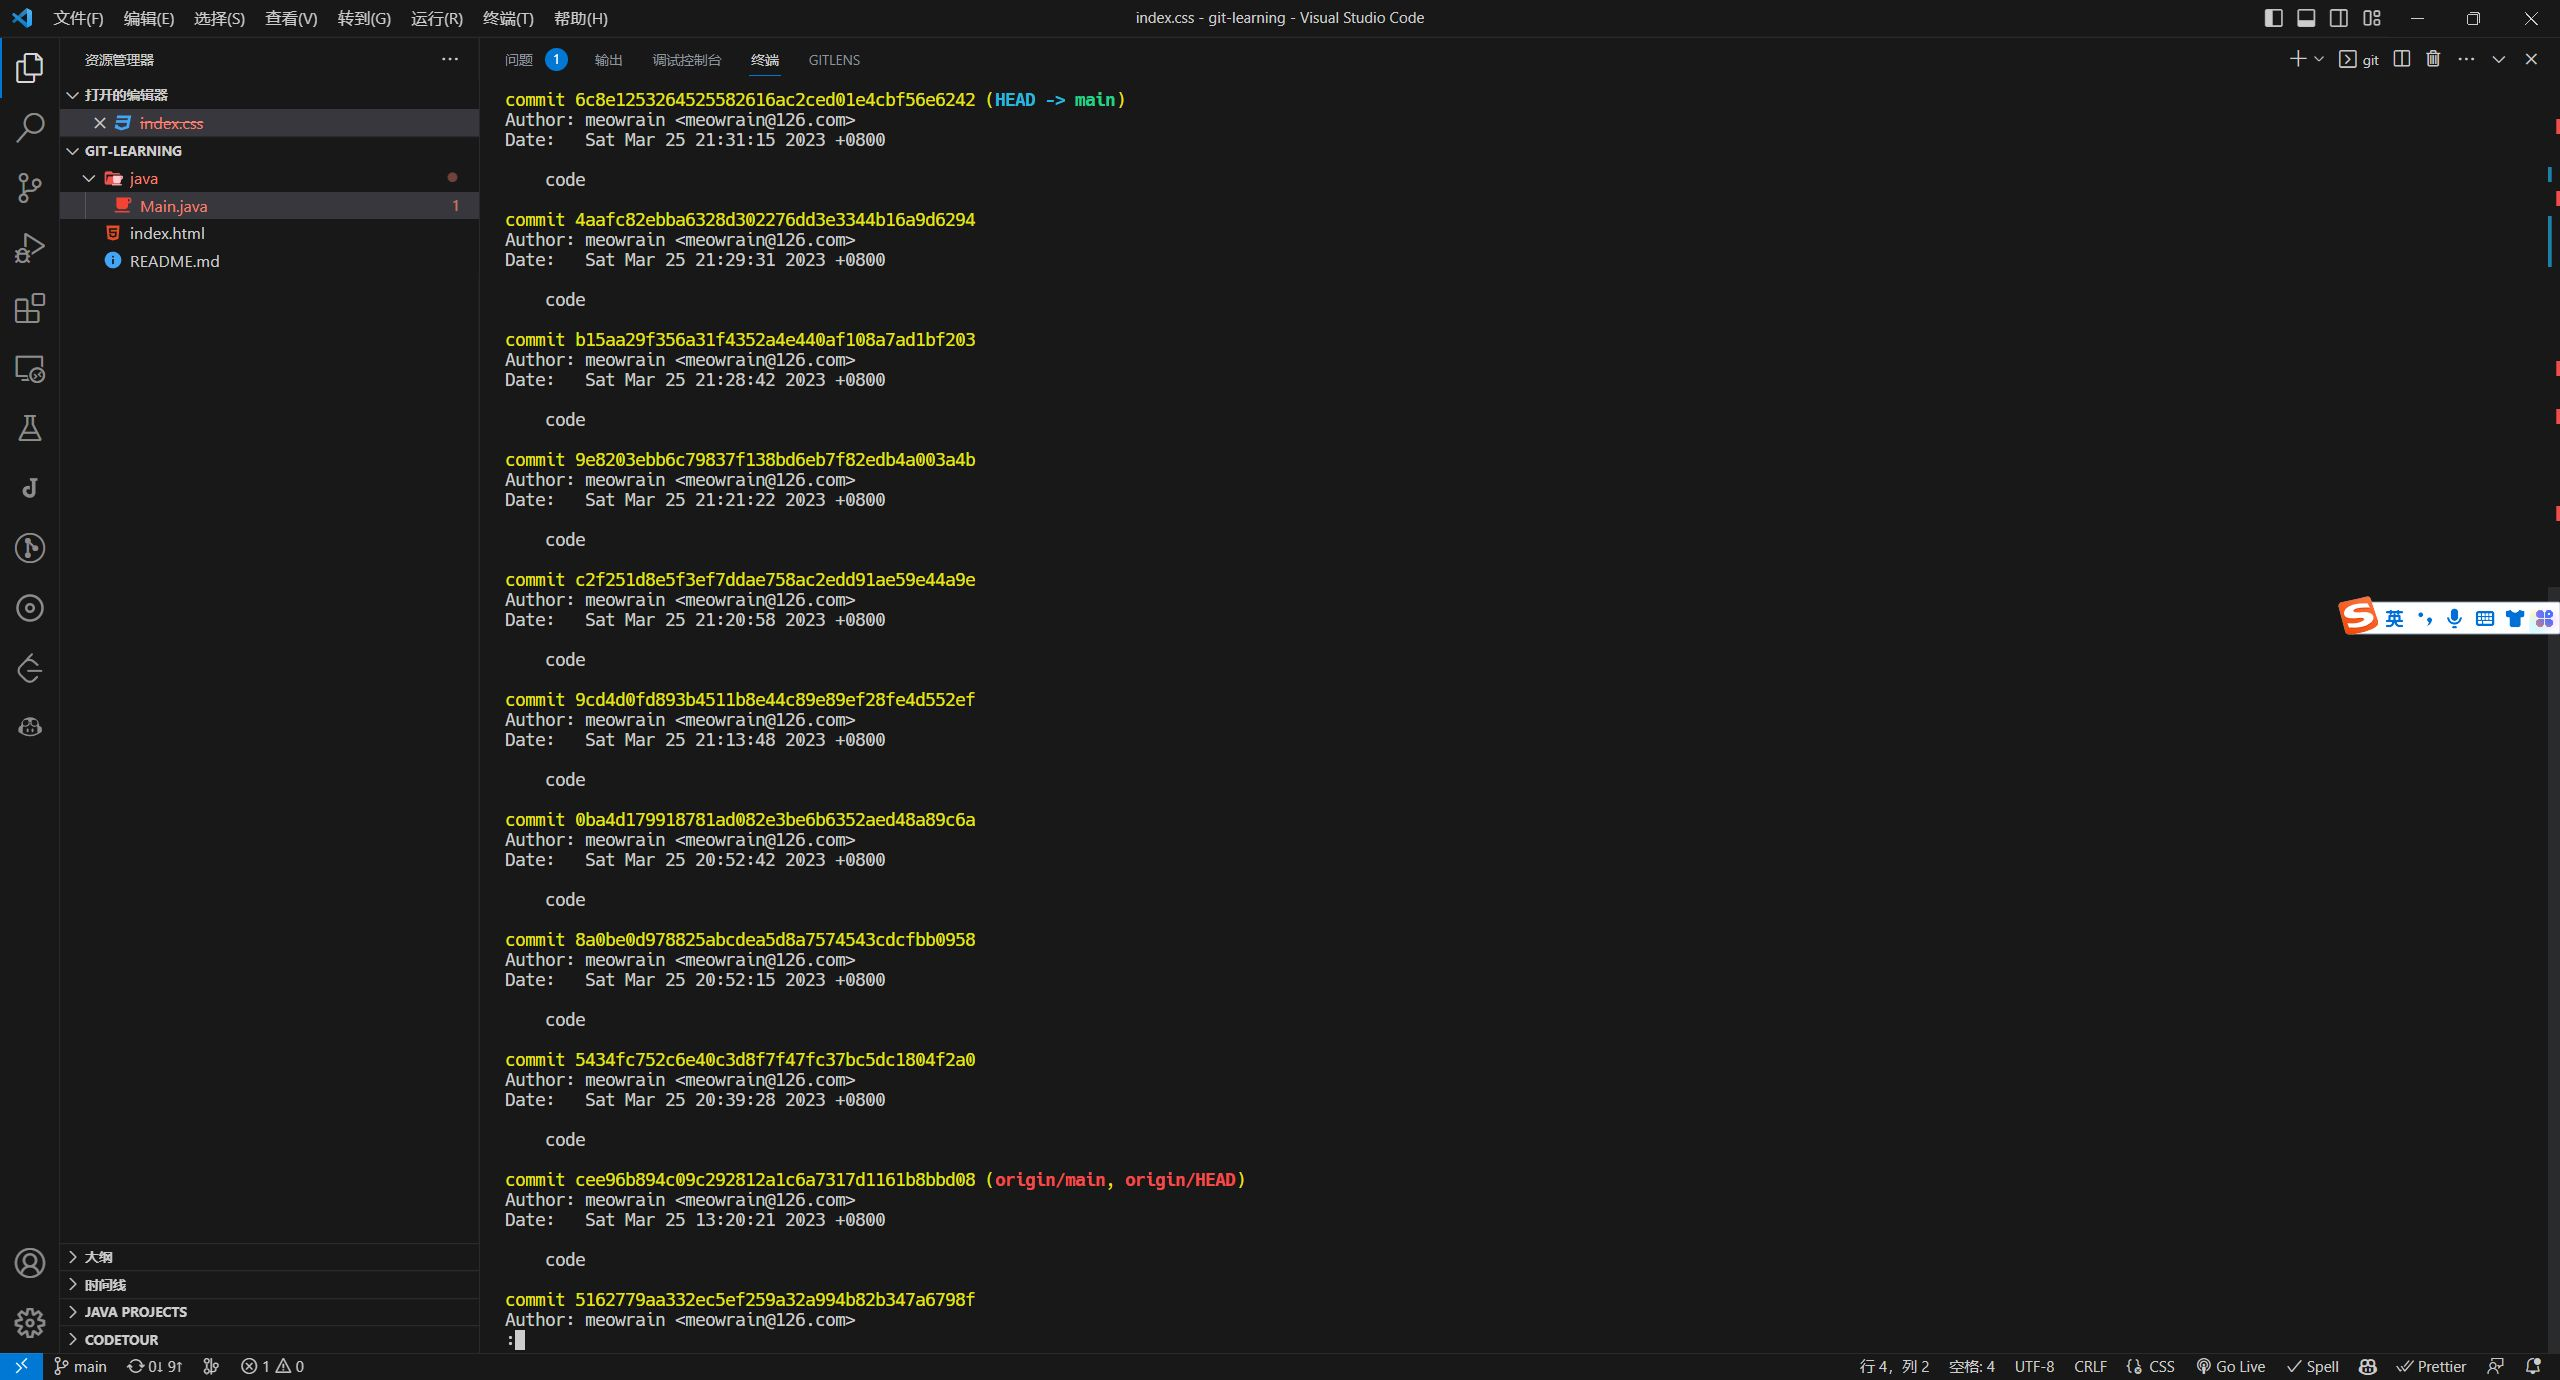 文件(F) 编辑(E) 选择(S) 查看(V) 转到(G) 运行(R) 终端(T) 帮助(H)
index.css - git-learning - Visual Studio Code
资源管理器
打开的编辑器
index.css
GIT-LEARNING
java
Main.java 1
index.html
README.md
大纲
时间线
JAVA PROJECTS
CODETOUR
问题 1 输出 调试控制台 终端 GITLENS
git
commit 6c8e1253264525582616ac2ced01e4cbf56e6242 (HEAD -> main)
Author: meowrain <meowrain@126.com>
Date: Sat Mar 25 21:31:15 2023 +0800
code
commit 4aafc82ebba6328d302276dd3e3344b16a9d6294
Author: meowrain <meowrain@126.com>
Date: Sat Mar 25 21:29:31 2023 +0800
code
commit b15aa29f356a31f4352a4e440af108a7ad1bf203
Author: meowrain <meowrain@126.com>
Date: Sat Mar 25 21:28:42 2023 +0800
code
commit 9e8203ebb6c79837f138bd6eb7f82edb4a003a4b
Author: meowrain <meowrain@126.com>
Date: Sat Mar 25 21:21:22 2023 +0800
code
commit c2f251d8e5f3ef7ddae758ac2edd91ae59e44a9e
Author: meowrain <meowrain@126.com>
Date: Sat Mar 25 21:20:58 2023 +0800
code
commit 9cd4d0fd893b4511b8e44c89e89ef28fe4d552ef
Author: meowrain <meowrain@126.com>
Date: Sat Mar 25 21:13:48 2023 +0800
code
commit 0ba4d179918781ad082e3be6b6352aed48a89c6a
Author: meowrain <meowrain@126.com>
Date: Sat Mar 25 20:52:42 2023 +0800
code
commit 8a0be0d978825abcdea5d8a7574543cdcfbb0958
Author: meowrain <meowrain@126.com>
Date: Sat Mar 25 20:52:15 2023 +0800
code
commit 5434fc752c6e40c3d8f7f47fc37bc5dc1804f2a0
Author: meowrain <meowrain@126.com>
Date: Sat Mar 25 20:39:28 2023 +0800
code
commit cee96b894c09c292812a1c6a7317d1161b8bbd08 (origin/main, origin/HEAD)
Author: meowrain <meowrain@126.com>
Date: Sat Mar 25 13:20:21 2023 +0800
code
commit 5162779aa332ec5ef259a32a994b82b347a6798f
Author: meowrain <meowrain@126.com>
:
英
main 0↓ 9↑ 1 0
行 4，列 2 空格: 4 UTF-8 CRLF CSS Go Live Spell Prettier